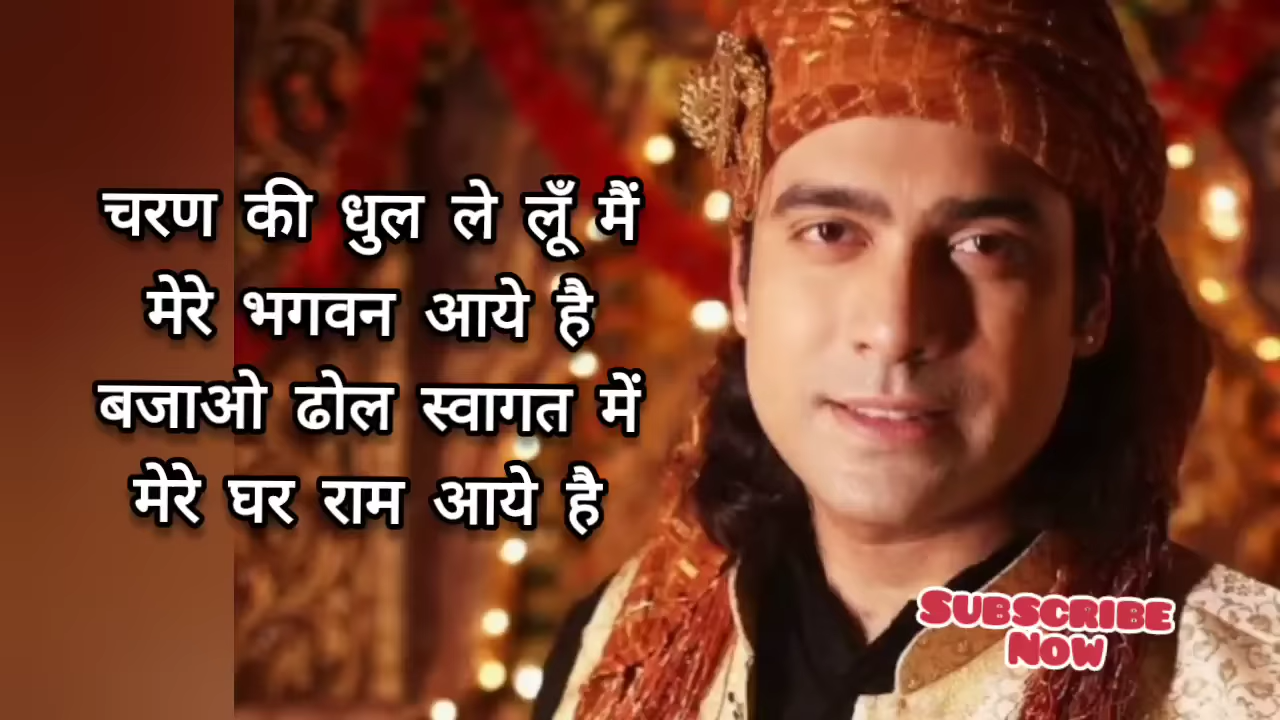 चरण की धुल ले लूँ मैं
मेरे भगवन आये है
बजाओ ढोल स्वागत में
मेरे घर राम आये है
SUBSCRIBE
NOW